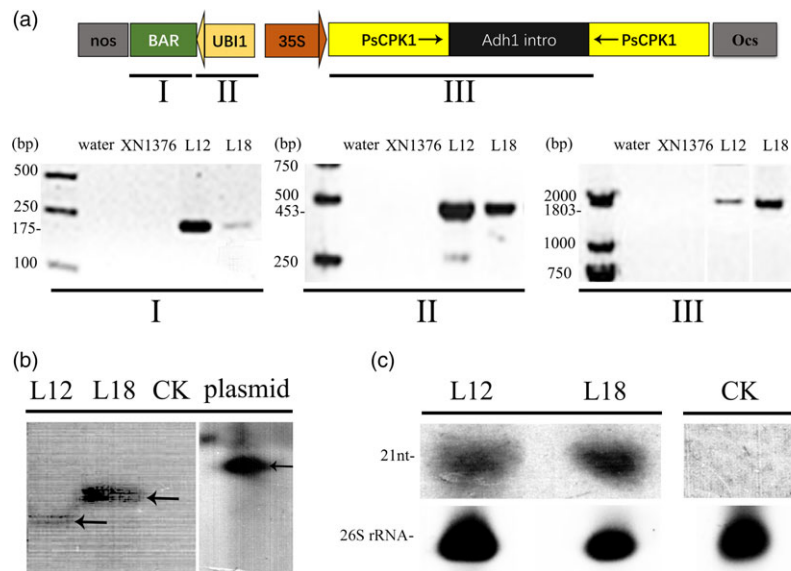 (a)
nos BAR UBI1 35S PsCPK1 Adh1 intro PsCPK1 Ocs
I II III
(bp) water XN1376 L12 L18
500
250
175-
100
I
(bp) water XN1376 L12 L18
750
500
453-
250
II
(bp) water XN1376 L12 L18
2000
1803-
1000
750
III
(b)
L12 L18 CK plasmid
(c)
L12 L18 CK
21nt-
26S rRNA-